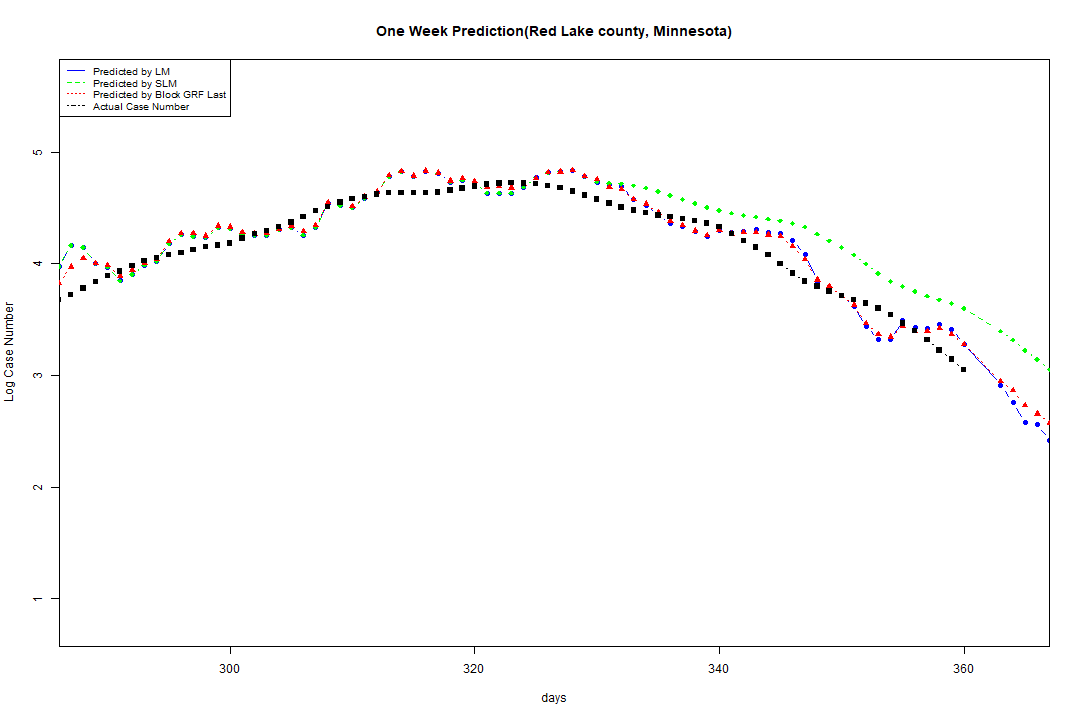 One Week Prediction(Red Lake county, Minnesota)
Predicted by LM
Predicted by SLM
Predicted by Block GRF Last
Actual Case Number
5
4
3
2
1
Log Case Number
300 320 340 360
days